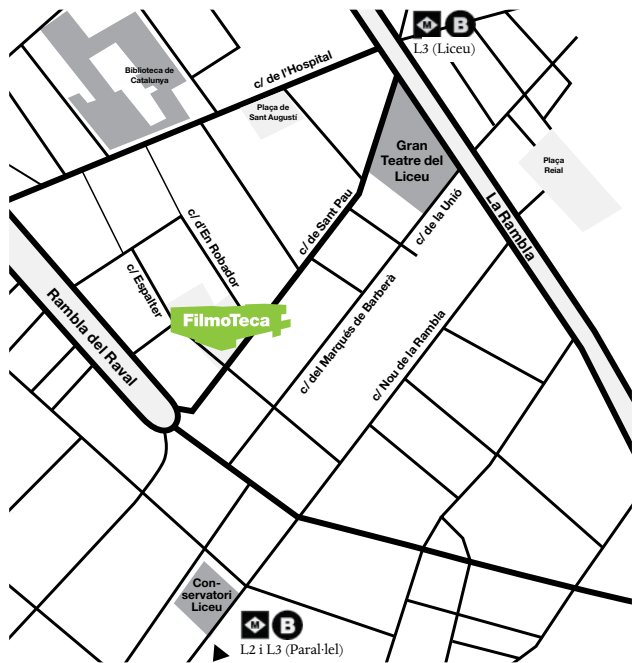 M B
L3 (Liceu)
Biblioteca de
Catalunya
c/ de l'Hospital
Plaça de
Sant Augustí
Gran
Teatre del
Liceu
Plaça
Reial
La Rambla
c/ de la Unió
c/ de Sant Pau
c/ d'En Robador
c/ Espalter
FilmoTeca
Rambla del Raval
c/ del Marqués de Barberà
c/ Nou de la Rambla
Con-
servatori
Liceu
M B
L2 i L3 (Paral·lel)